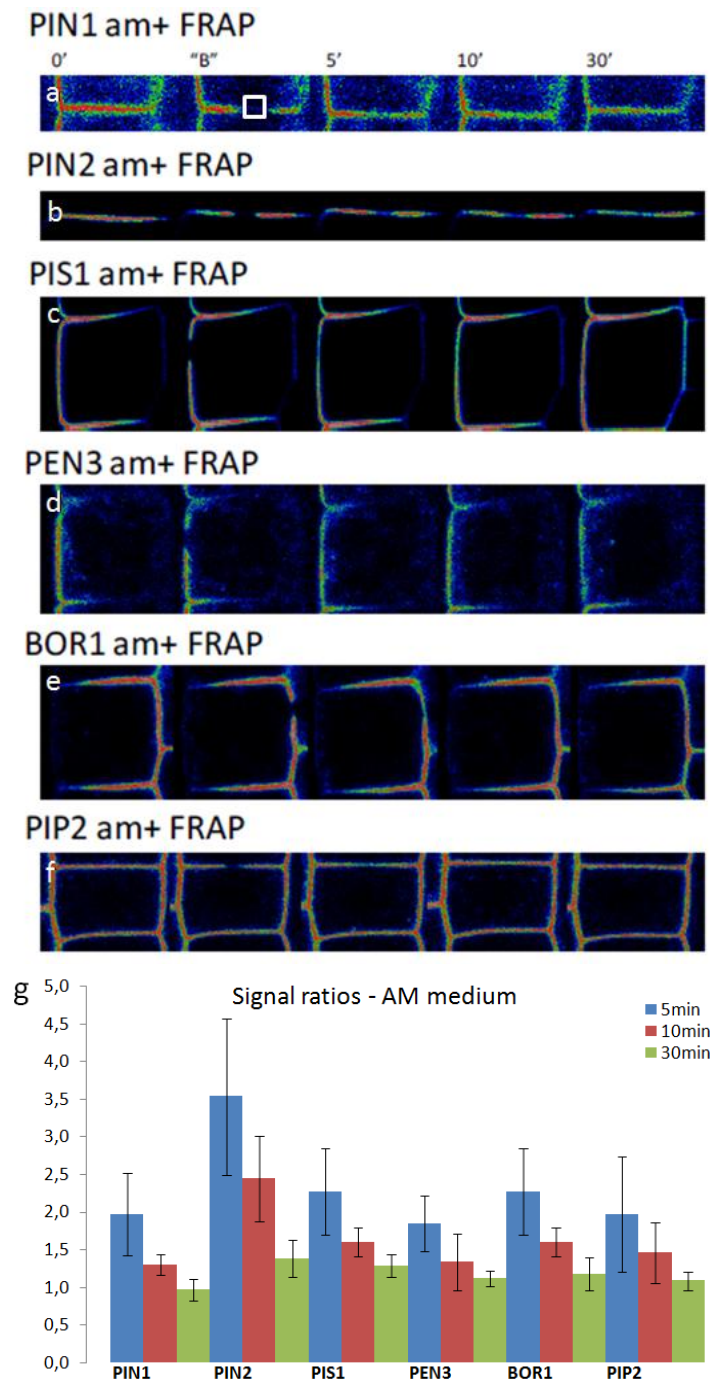 PIN1 am+ FRAP
0’ “B” 5’ 10’ 30’
a
PIN2 am+ FRAP
b
PIS1 am+ FRAP
c
PEN3 am+ FRAP
d
BOR1 am+ FRAP
e
PIP2 am+ FRAP
f
g
Signal ratios - AM medium
5min
10min
30min
5,0
4,5
4,0
3,5
3,0
2,5
2,0
1,5
1,0
0,5
0,0
PIN1 PIN2 PIS1 PEN3 BOR1 PIP2